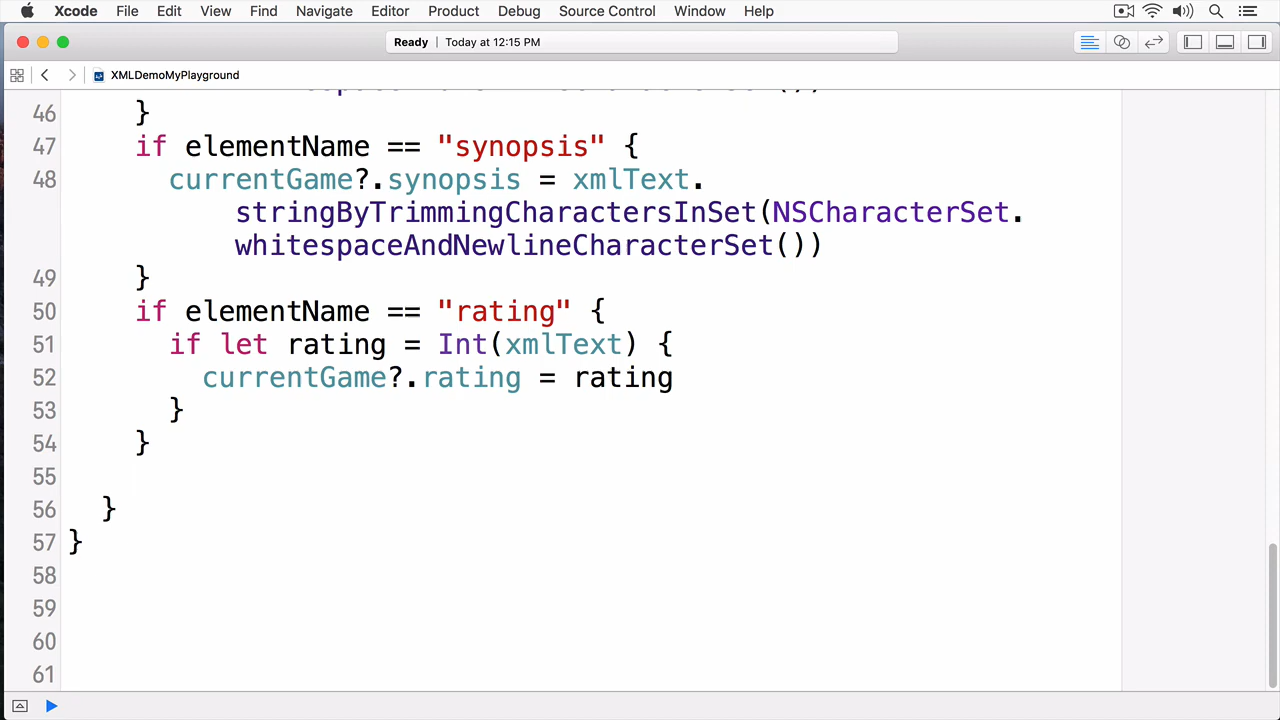 Xcode File Edit View Find Navigate Editor Product Debug Source Control Window Help
Ready | Today at 12:15 PM
XMLDemoMyPlayground
46 }
47 if elementName == "synopsis" {
48 currentGame?.synopsis = xmlText.
stringByTrimmingCharactersInSet(NSCharacterSet.
whitespaceAndNewlineCharacterSet())
49 }
50 if elementName == "rating" {
51 if let rating = Int(xmlText) {
52 currentGame?.rating = rating
53 }
54 }
55
56 }
57 }
58
59
60
61